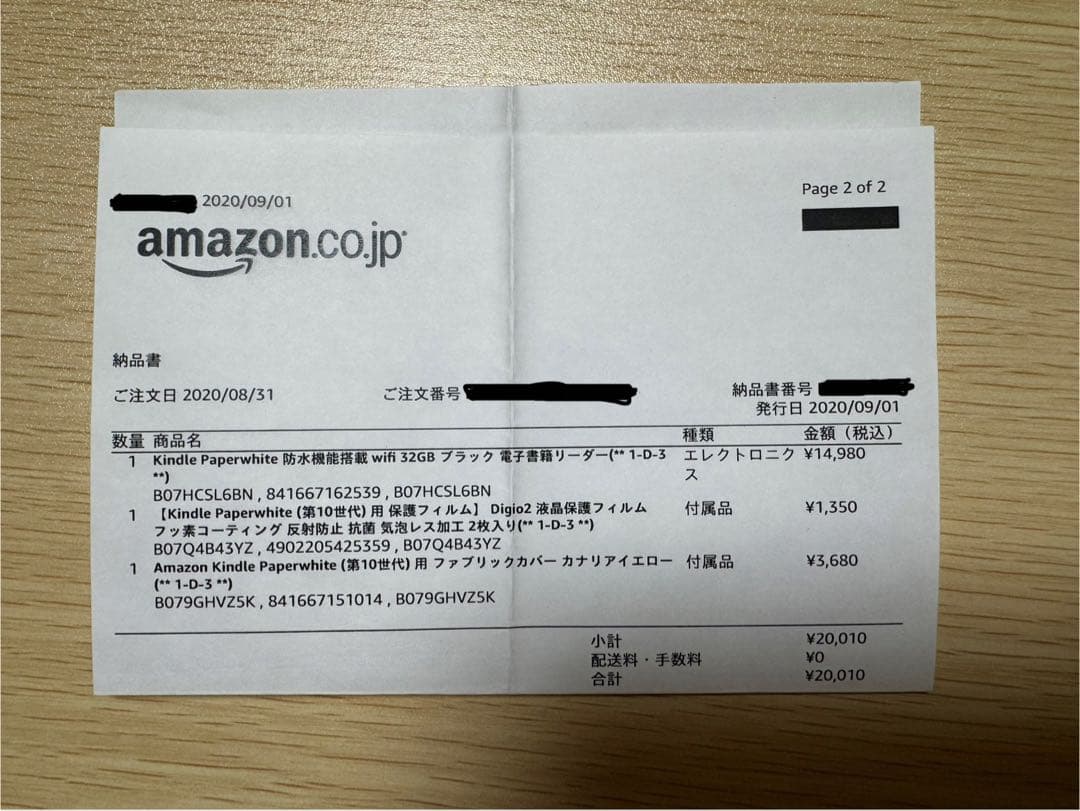 2020/09/01
Page 2 of 2
amazon.co.jp
納品書
ご注文日 2020/08/31 ご注文番号 納品書番号
発行日 2020/09/01
数量 商品名 種類 金額（税込）
1 Kindle Paperwhite 防水機能搭載 wifi 32GB ブラック 電子書籍リーダー(** 1-D-3 エレクトロニク ¥14,980
**) ス
B07HCSL6BN , 841667162539 , B07HCSL6BN
1 【Kindle Paperwhite (第10世代) 用 保護フィルム】 Digio2 液晶保護フィルム 付属品 ¥1,350
フッ素コーティング 反射防止 抗菌 気泡レス加工 2枚入り(** 1-D-3 **)
B07Q4B43YZ , 4902205425359 , B07Q4B43YZ
1 Amazon Kindle Paperwhite (第10世代) 用 ファブリックカバー カナリアイエロー 付属品 ¥3,680
(** 1-D-3 **)
B079GHVZ5K , 841667151014 , B079GHVZ5K
小計 ¥20,010
配送料・手数料 ¥0
合計 ¥20,010